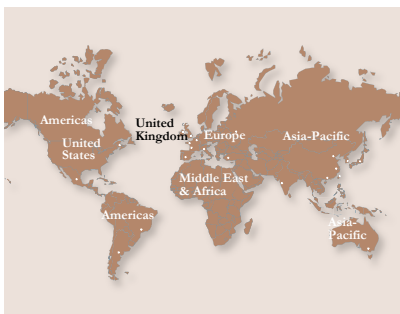 Americas
United
States
United
Kingdom
Europe
Asia-Pacific
Middle East
& Africa
Americas
Asia-
Pacific